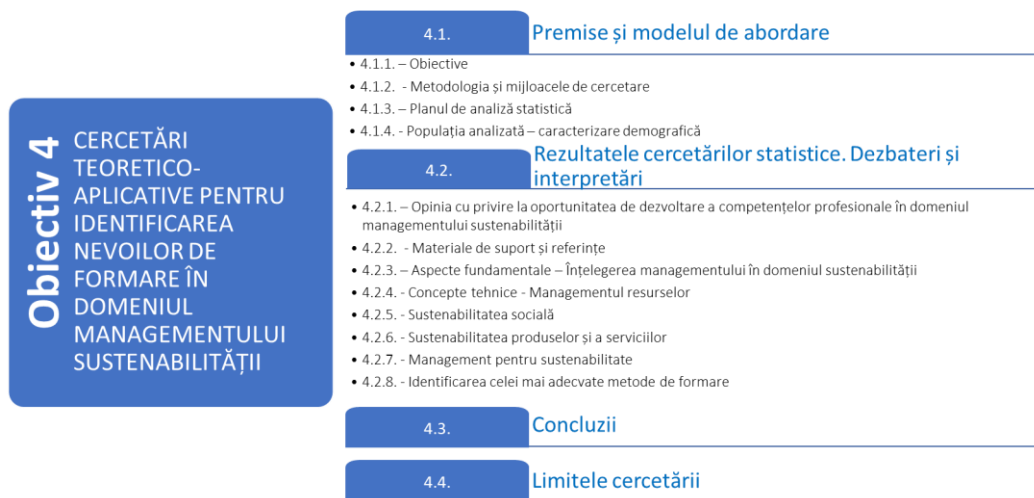 Obiectiv 4
CERCETĂRI
TEORETICO-
APLICATIVE PENTRU
IDENTIFICAREA
NEVOILOR DE
FORMARE ÎN
DOMENIUL
MANAGEMENTULUI
SUSTENABILITĂȚII
4.1.
Premise și modelul de abordare
• 4.1.1. – Obiective
• 4.1.2. - Metodologia și mijloacele de cercetare
• 4.1.3. – Planul de analiză statistică
• 4.1.4. - Populația analizată – caracterizare demografică
4.2.
Rezultatele cercetărilor statistice. Dezbateri și
interpretări
• 4.2.1. – Opinia cu privire la oportunitatea de dezvoltare a competențelor profesionale în domeniul
managementului sustenabilității
• 4.2.2. - Materiale de suport și referințe
• 4.2.3. – Aspecte fundamentale – Înțelegerea managementului în domeniul sustenabilității
• 4.2.4. - Concepte tehnice - Managementul resurselor
• 4.2.5. - Sustenabilitatea socială
• 4.2.6. - Sustenabilitatea produselor și a serviciilor
• 4.2.7. - Management pentru sustenabilitate
• 4.2.8. - Identificarea celei mai adecvate metode de formare
4.3.
Concluzii
4.4.
Limitele cercetării